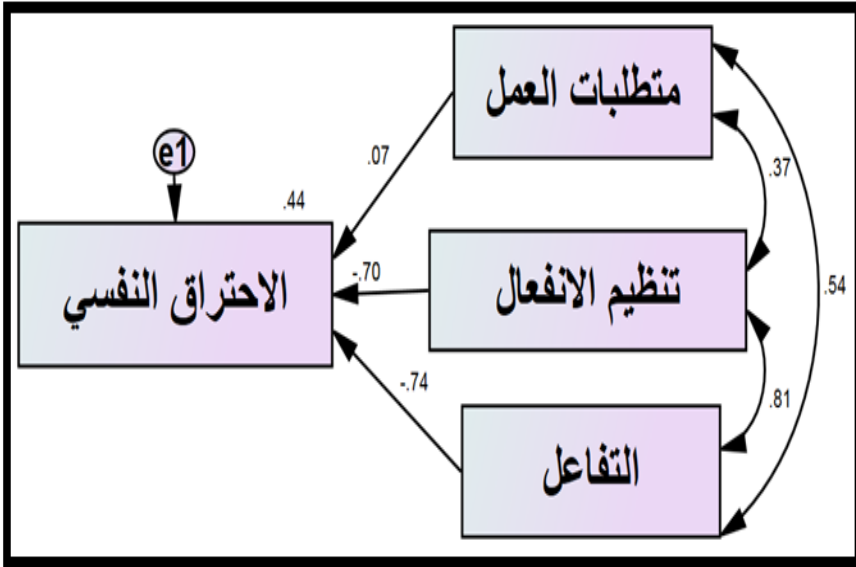 متطلبات العمل
e1
.07
.37
.44
الاحتراق النفسي
-.70
تنظيم الانفعال
.54
-.74
.81
التفاعل